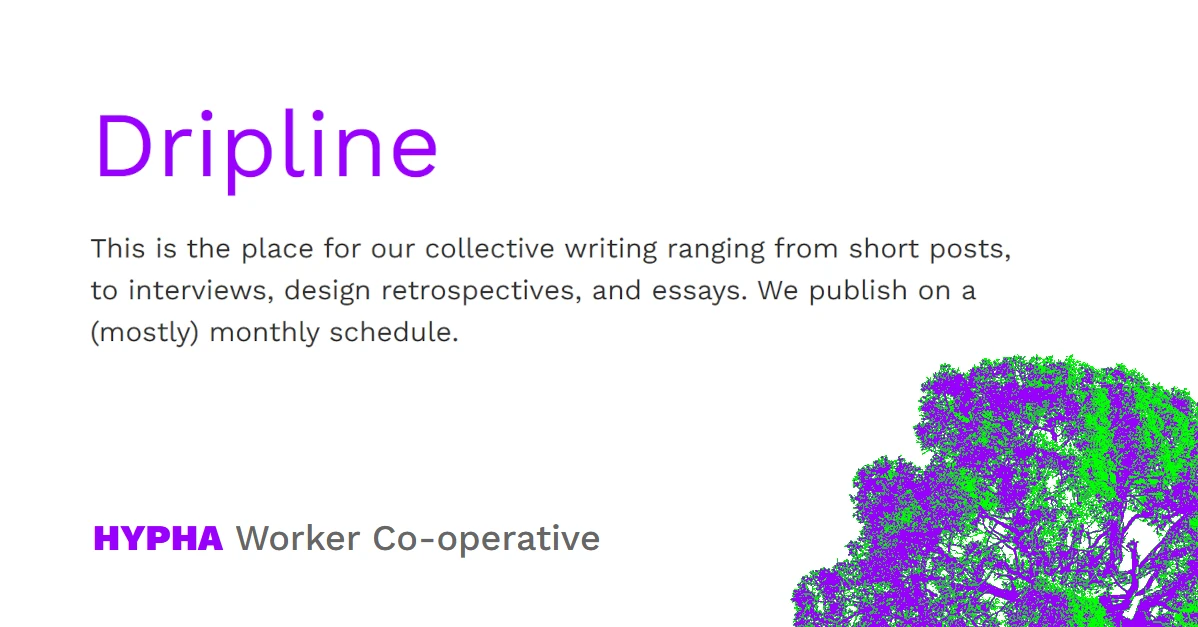 Dripline
This is the place for our collective writing ranging from short posts,
to interviews, design retrospectives, and essays. We publish on a
(mostly) monthly schedule.
HYPHA Worker Co-operative